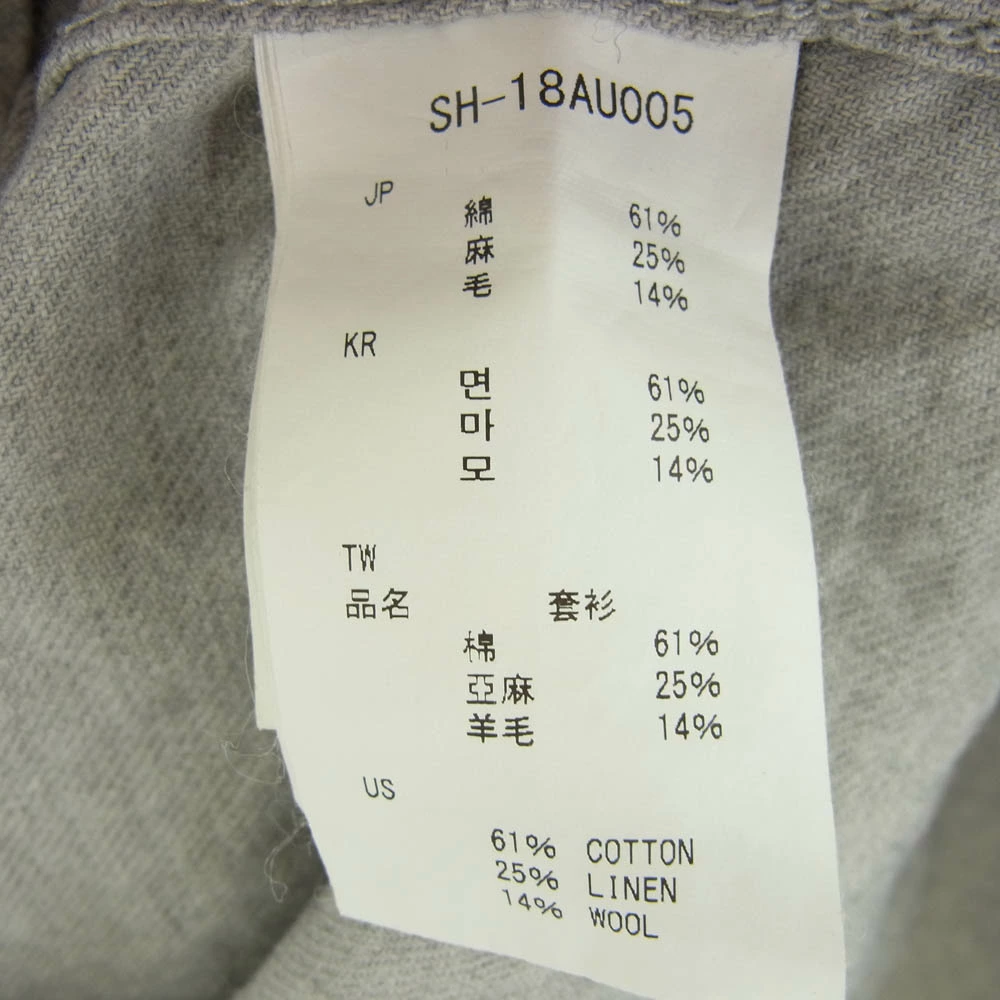 SH-18AU005
JP
綿 61%
麻 25%
毛 14%
KR
면 61%
마 25%
모 14%
TW
品名 套衫
棉 61%
亞麻 25%
羊毛 14%
US
61% COTTON
25% LINEN
14% WOOL